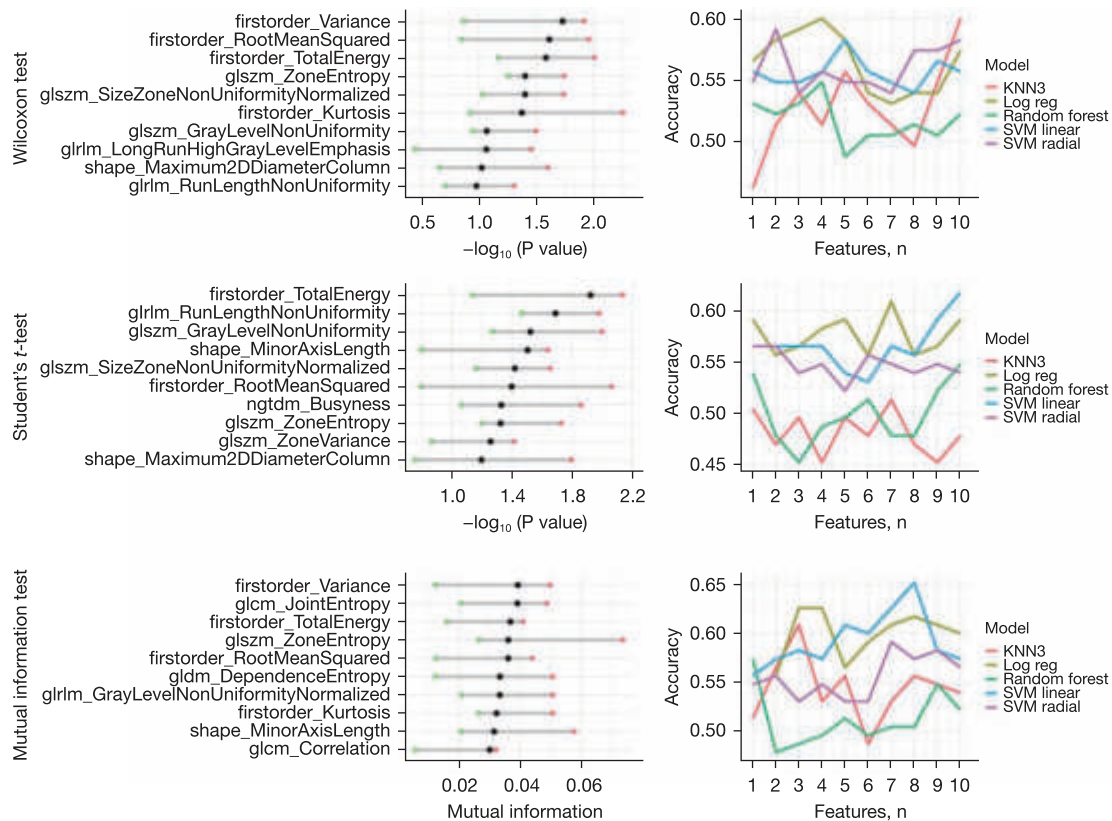 Wilcoxon test
firstorder_Variance
firstorder_RootMeanSquared
firstorder_TotalEnergy
glszm_ZoneEntropy
glszm_SizeZoneNonUniformityNormalized
firstorder_Kurtosis
glszm_GrayLevelNonUniformity
glrlm_LongRunHighGrayLevelEmphasis
shape_Maximum2DDiameterColumn
glrlm_RunLengthNonUniformity
0.5 1.0 1.5 2.0
−log10 (P value)
Accuracy
0.60
0.55
0.50
1 2 3 4 5 6 7 8 9 10
Features, n
Model
KNN3
Log reg
Random forest
SVM linear
SVM radial
Student's t-test
firstorder_TotalEnergy
glrlm_RunLengthNonUniformity
glszm_GrayLevelNonUniformity
shape_MinorAxisLength
glszm_SizeZoneNonUniformityNormalized
firstorder_RootMeanSquared
ngtdm_Busyness
glszm_ZoneEntropy
glszm_ZoneVariance
shape_Maximum2DDiameterColumn
1.0 1.4 1.8 2.2
−log10 (P value)
Accuracy
0.60
0.55
0.50
0.45
1 2 3 4 5 6 7 8 9 10
Features, n
Model
KNN3
Log reg
Random forest
SVM linear
SVM radial
Mutual information test
firstorder_Variance
glcm_JointEntropy
firstorder_TotalEnergy
glszm_ZoneEntropy
firstorder_RootMeanSquared
gldm_DependenceEntropy
glrlm_GrayLevelNonUniformityNormalized
firstorder_Kurtosis
shape_MinorAxisLength
glcm_Correlation
0.02 0.04 0.06
Mutual information
Accuracy
0.65
0.60
0.55
0.50
1 2 3 4 5 6 7 8 9 10
Features, n
Model
KNN3
Log reg
Random forest
SVM linear
SVM radial